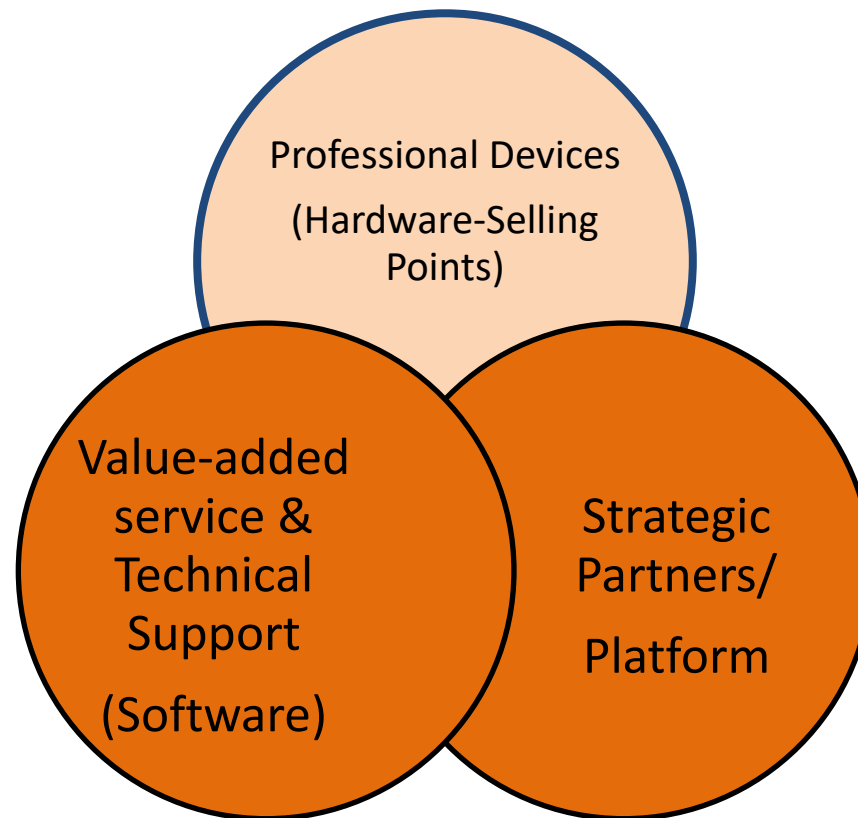 Professional Devices
(Hardware-Selling
Points)
Value-added
service &
Technical
Support
(Software)
Strategic
Partners/
Platform